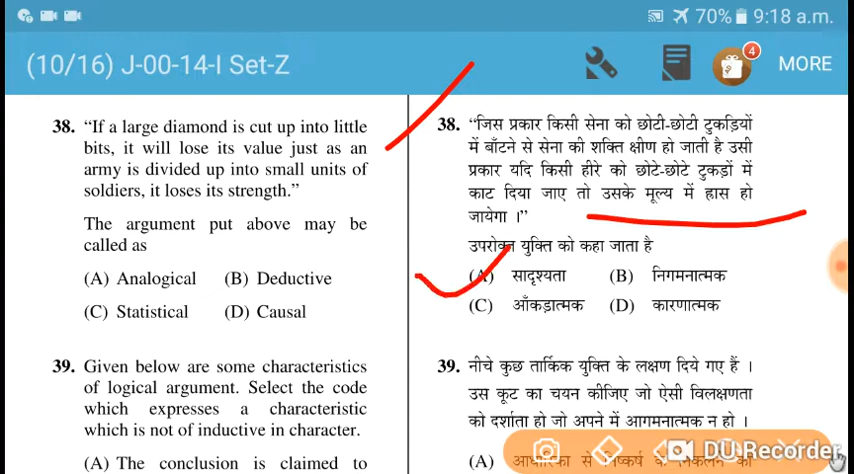 70% 9:18 a.m.
(10/16) J-00-14-I Set-Z
4
MORE
38. “If a large diamond is cut up into little
bits, it will lose its value just as an
army is divided up into small units of
soldiers, it loses its strength.”
The argument put above may be
called as
(A) Analogical (B) Deductive
(C) Statistical (D) Causal
39. Given below are some characteristics
of logical argument. Select the code
which expresses a characteristic
which is not of inductive in character.
(A) The conclusion is claimed to
38. “जिस प्रकार किसी सेना को छोटी-छोटी टुकड़ियों
में बाँटने से सेना की शक्ति क्षीण हो जाती है उसी
प्रकार यदि किसी हीरे को छोटे-छोटे टुकड़ों में
काट दिया जाए तो उसके मूल्य में ह्रास हो
जायेगा ।”
उपरोक्त युक्ति को कहा जाता है
(A) सादृश्यता (B) निगमनात्मक
(C) आँकड़ात्मक (D) कारणात्मक
39. नीचे कुछ तार्किक युक्ति के लक्षण दिये गए हैं ।
उस कूट का चयन कीजिए जो ऐसी विलक्षणता
को दर्शाता हो जो अपने में आगमनात्मक न हो ।
(A) आधारिका से निष्कर्ष के
DU Recorder